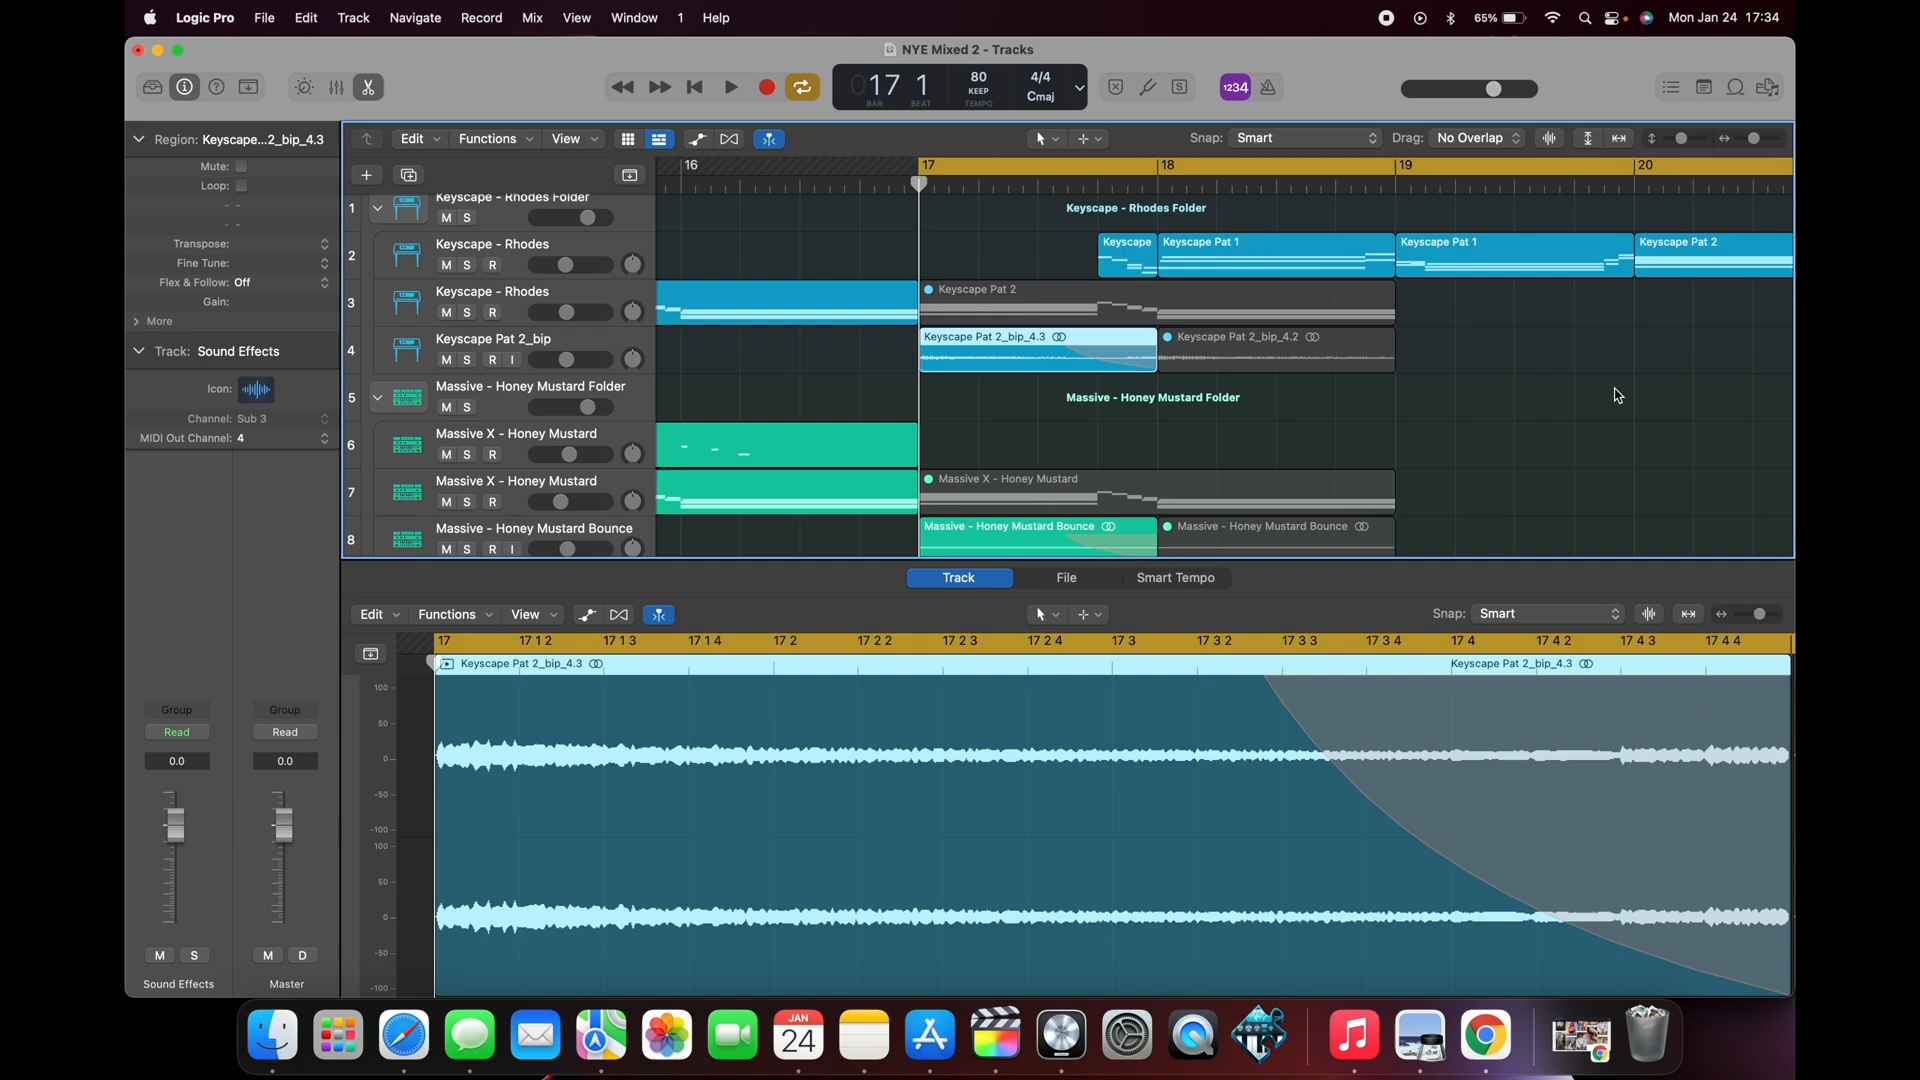 Logic Pro File Edit Track Navigate Record Mix View Window 1 Help
65% Mon Jan 24 17:34
NYE Mixed 2 - Tracks
017 1 80 4/4
KEEP Cmaj
BAR BEAT TEMPO
1234
Region: Keyscape...2_bip_4.3
Mute:
Loop:
Transpose:
Fine Tune:
Flex & Follow: Off
Gain:
More
Track: Sound Effects
Icon:
Channel: Sub 3
MIDI Out Channel: 4
Group Group
Read Read
0.0 0.0
M S M D
Sound Effects Master
Edit Functions View Snap: Smart Drag: No Overlap
16 17 18 19 20
1 Keyscape - Rhodes Folder
M S
Keyscape - Rhodes Folder
2 Keyscape - Rhodes
M S R
Keyscape Keyscape Pat 1 Keyscape Pat 1 Keyscape Pat 2
3 Keyscape - Rhodes
M S R
Keyscape Pat 2
4 Keyscape Pat 2_bip
M S R I
Keyscape Pat 2_bip_4.3 Keyscape Pat 2_bip_4.2
5 Massive - Honey Mustard Folder
M S
Massive - Honey Mustard Folder
6 Massive X - Honey Mustard
M S R
7 Massive X - Honey Mustard
M S R
Massive X - Honey Mustard
8 Massive - Honey Mustard Bounce
M S R I
Massive - Honey Mustard Bounce Massive - Honey Mustard Bounce
Track File Smart Tempo
Edit Functions View Snap: Smart
17 17 1 2 17 1 3 17 1 4 17 2 17 2 2 17 2 3 17 2 4 17 3 17 3 2 17 3 3 17 3 4 17 4 17 4 2 17 4 3 17 4 4
Keyscape Pat 2_bip_4.3 Keyscape Pat 2_bip_4.3
100
50
0
-50
-100
100
50
0
-50
-100
JAN
24